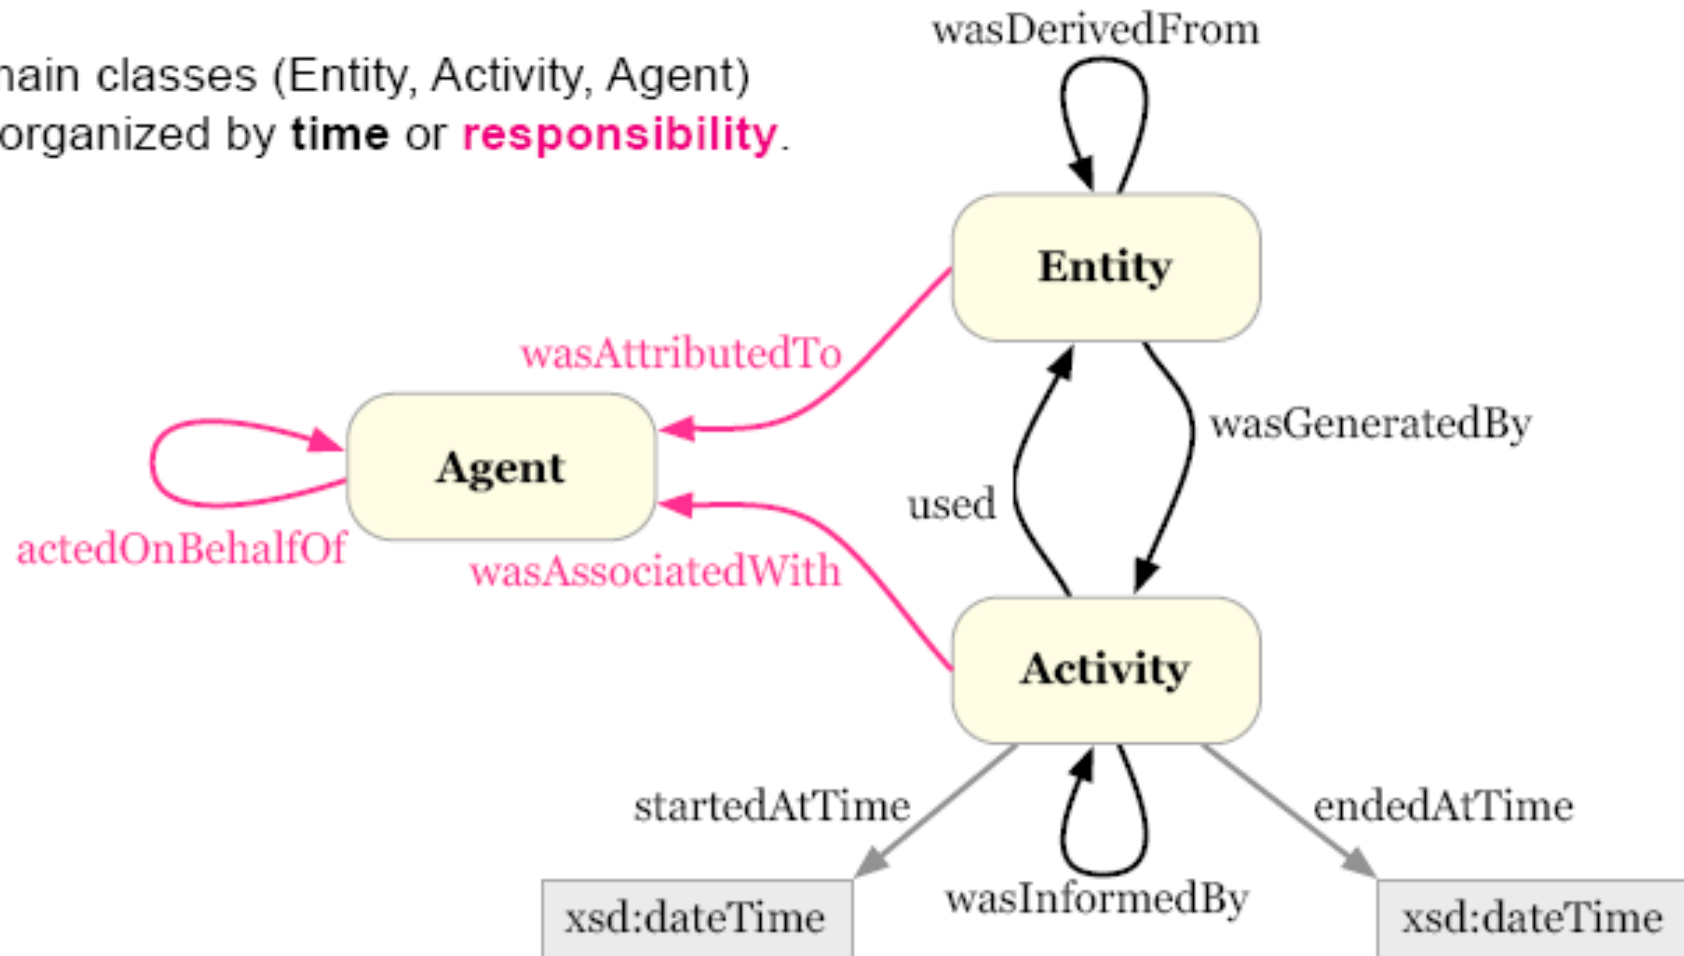 wasDerivedFrom
main classes (Entity, Activity, Agent)
organized by time or responsibility.
Entity
wasAttributedTo
wasGeneratedBy
Agent
used
actedOnBehalfOf
wasAssociatedWith
Activity
startedAtTime
endedAtTime
wasInformedBy
xsd:dateTime
xsd:dateTime